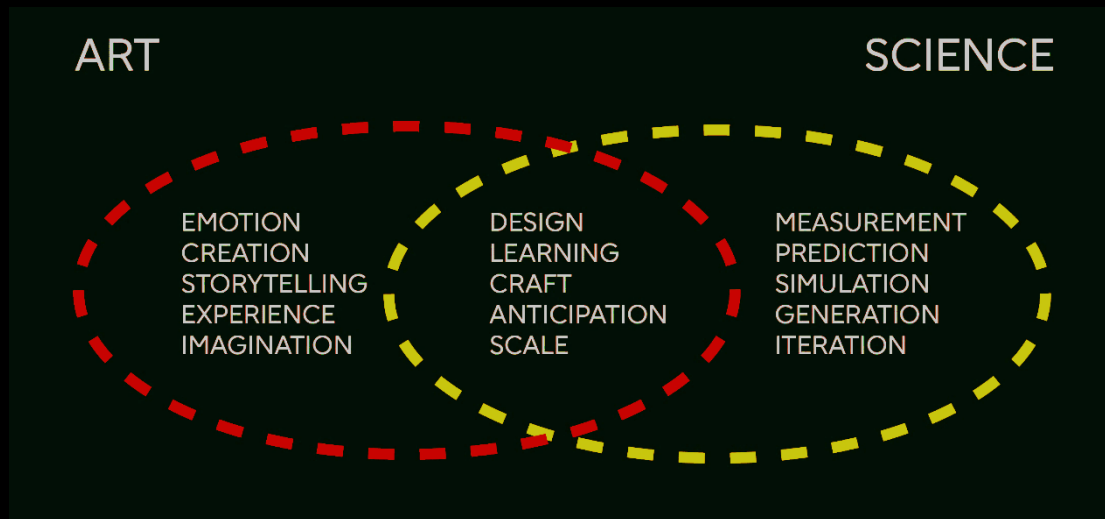 ART
SCIENCE
EMOTION
CREATION
STORYTELLING
EXPERIENCE
IMAGINATION
DESIGN
LEARNING
CRAFT
ANTICIPATION
SCALE
MEASUREMENT
PREDICTION
SIMULATION
GENERATION
ITERATION